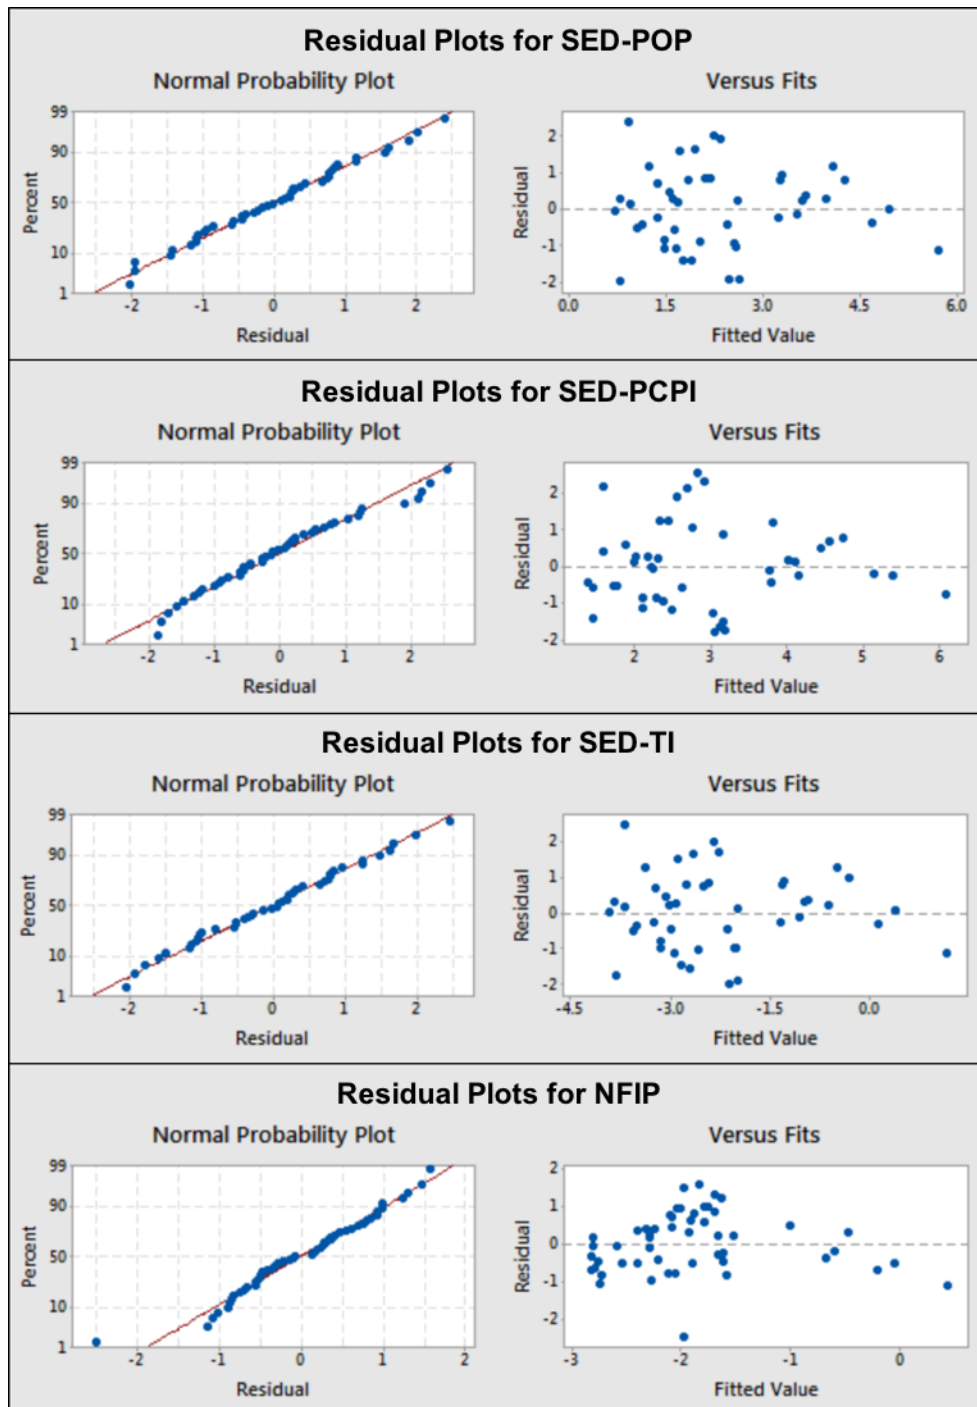 Residual Plots for SED-POP
Normal Probability Plot
Versus Fits
99
90
50
10
1
Percent
-2 -1 0 1 2
Residual
2
1
0
-1
-2
Residual
0.0 1.5 3.0 4.5 6.0
Fitted Value
Residual Plots for SED-PCPI
Normal Probability Plot
Versus Fits
99
90
50
10
1
Percent
-2 -1 0 1 2
Residual
2
1
0
-1
-2
Residual
2 3 4 5 6
Fitted Value
Residual Plots for SED-TI
Normal Probability Plot
Versus Fits
99
90
50
10
1
Percent
-2 -1 0 1 2
Residual
2
1
0
-1
-2
Residual
-4.5 -3.0 -1.5 0.0
Fitted Value
Residual Plots for NFIP
Normal Probability Plot
Versus Fits
99
90
50
10
1
Percent
-2 -1 0 1 2
Residual
2
1
0
-1
-2
Residual
-3 -2 -1 0
Fitted Value